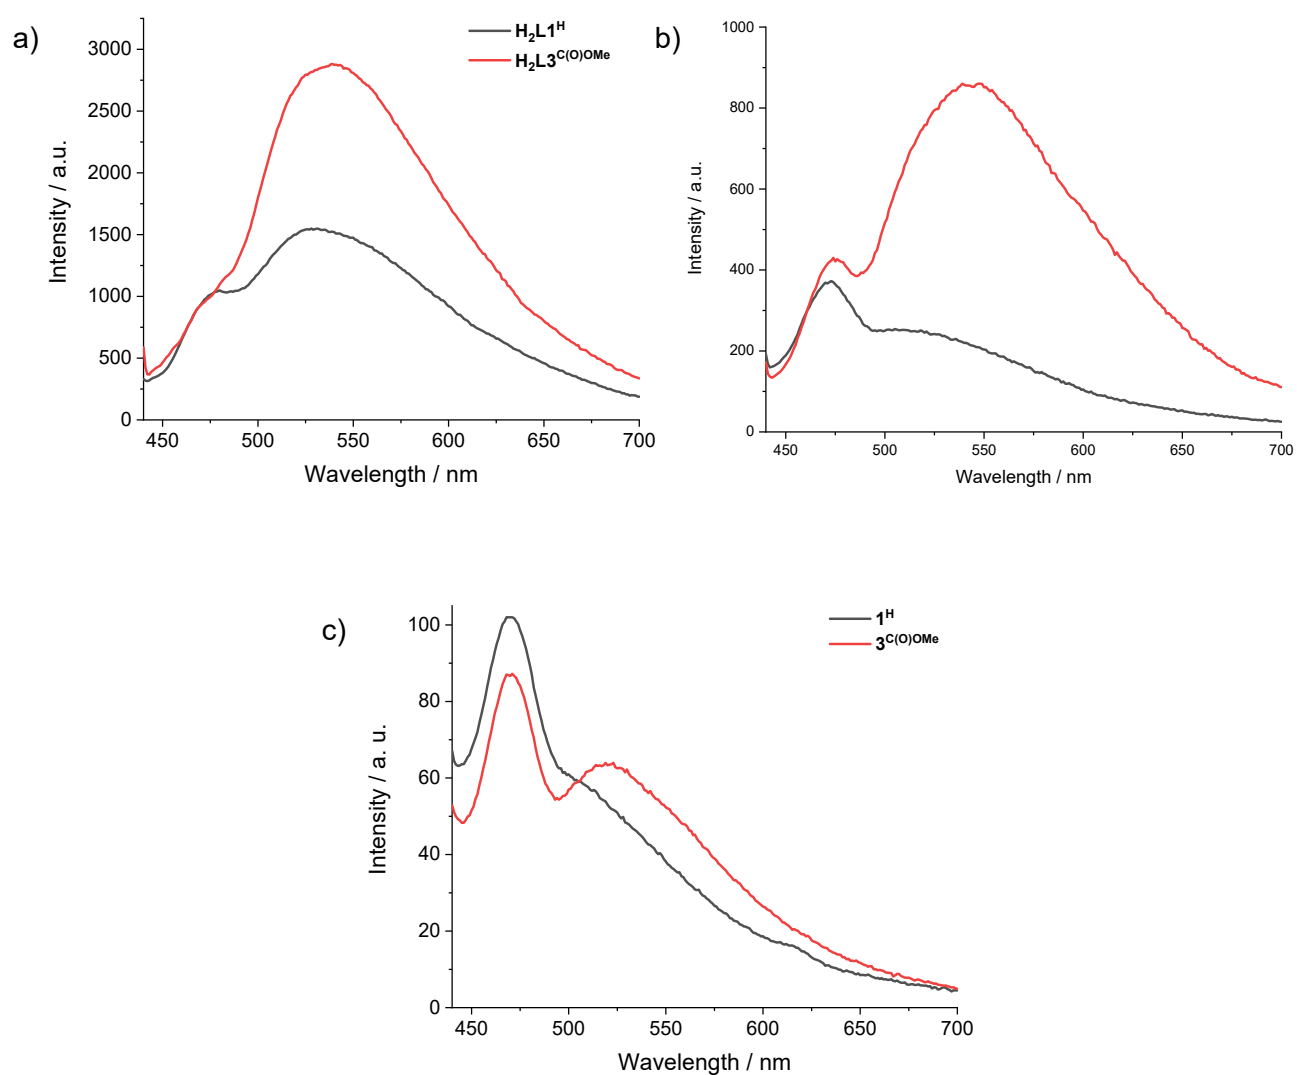 a)
H₂L1ᴴ
H₂L3C(O)OMe
3000
2500
2000
1500
1000
500
0
450 500 550 600 650 700
Intensity / a.u.
Wavelength / nm
b)
1000
800
600
400
200
0
450 500 550 600 650 700
Intensity / a.u.
Wavelength / nm
c)
1ᴴ
3C(O)OMe
100
80
60
40
20
0
450 500 550 600 650 700
Intensity / a. u.
Wavelength / nm